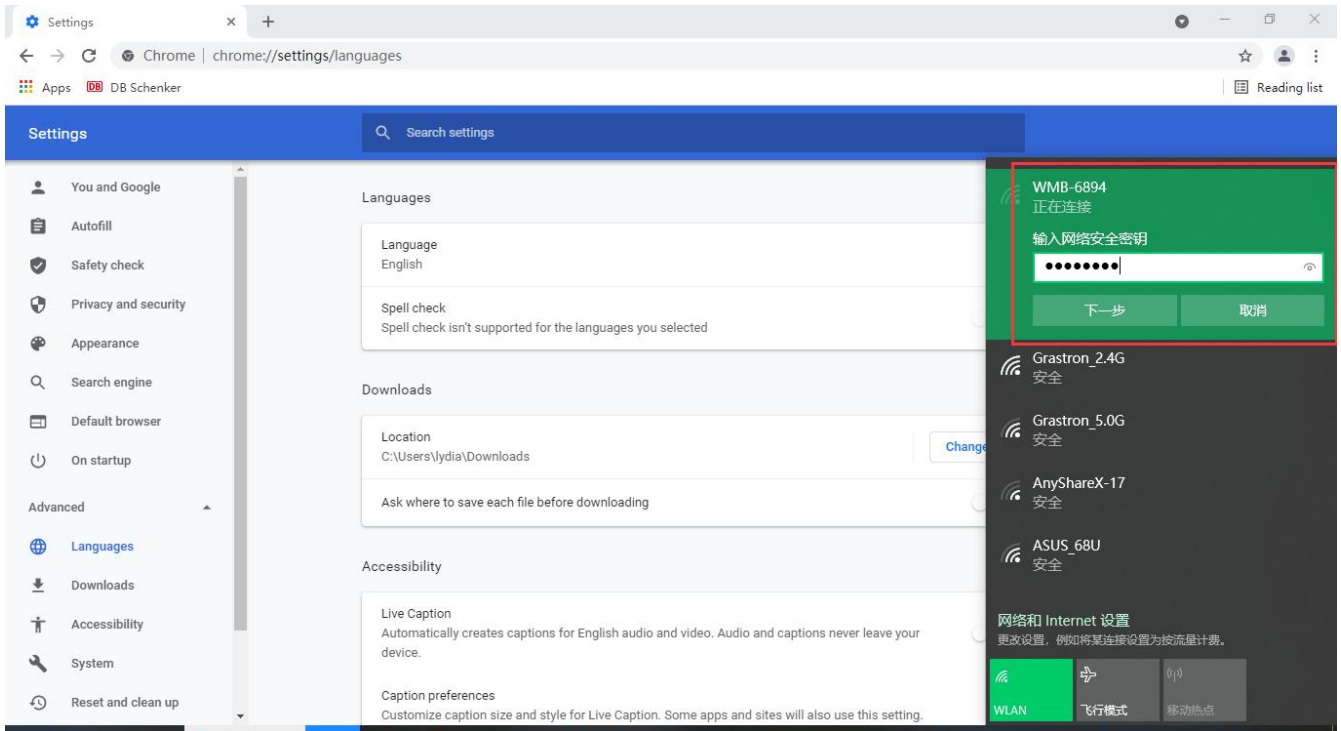 Settings
Chrome | chrome://settings/languages
Apps DB DB Schenker
Reading list
Settings
Search settings
You and Google
Autofill
Safety check
Privacy and security
Appearance
Search engine
Default browser
On startup
Advanced
Languages
Downloads
Accessibility
System
Reset and clean up
Languages
Language
English
Spell check
Spell check isn't supported for the languages you selected
Downloads
Location
C:\Users\lydia\Downloads
Change
Ask where to save each file before downloading
Accessibility
Live Caption
Automatically creates captions for English audio and video. Audio and captions never leave your
device.
Caption preferences
Customize caption size and style for Live Caption. Some apps and sites will also use this setting.
WMB-6894
正在连接
输入网络安全密钥
下一步 取消
Grastron_2.4G
安全
Grastron_5.0G
安全
AnyShareX-17
安全
ASUS_68U
安全
网络和 Internet 设置
更改设置，例如将某连接设置为按流量计费。
WLAN 飞行模式 移动热点